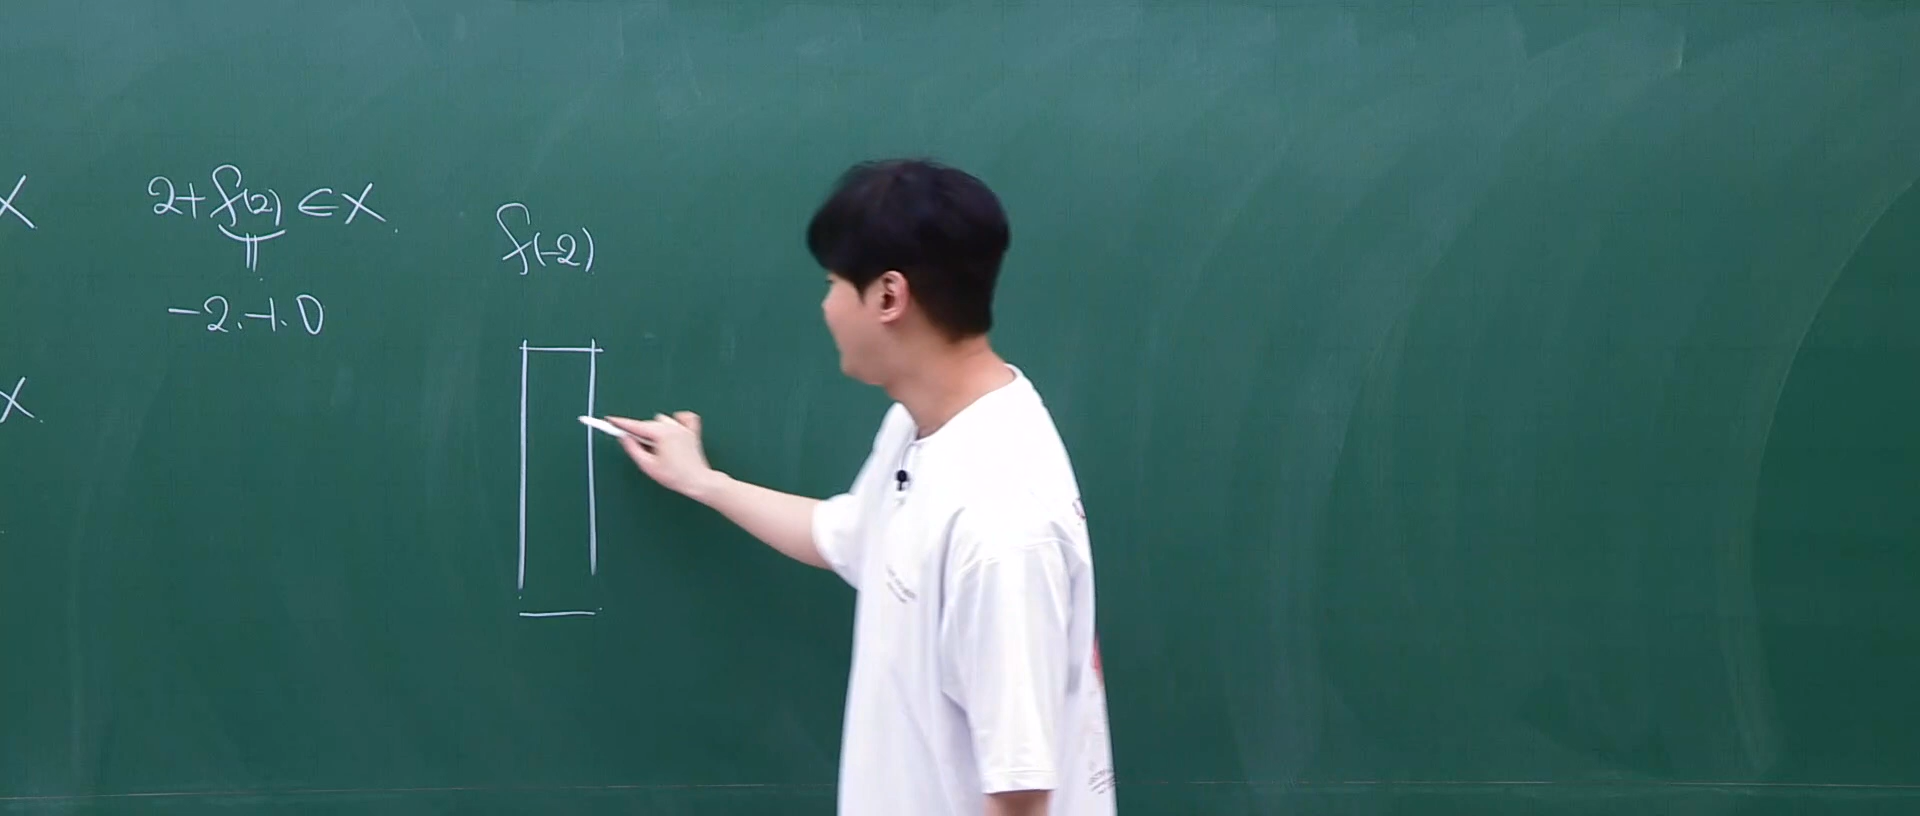 X
2+f(2)∈X.
=
-2.-1.0
f(-2)
X.